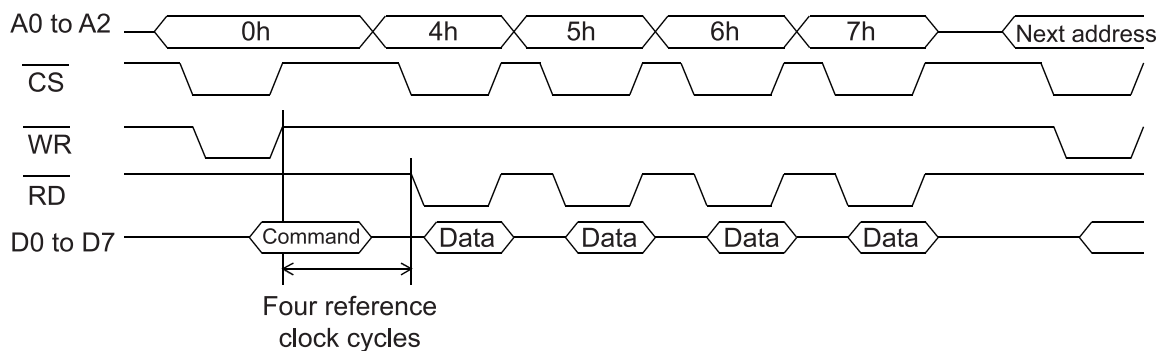 A0 to A2 0h 4h 5h 6h 7h Next address
CS
WR
RD
D0 to D7 Command Data Data Data Data
Four reference
clock cycles